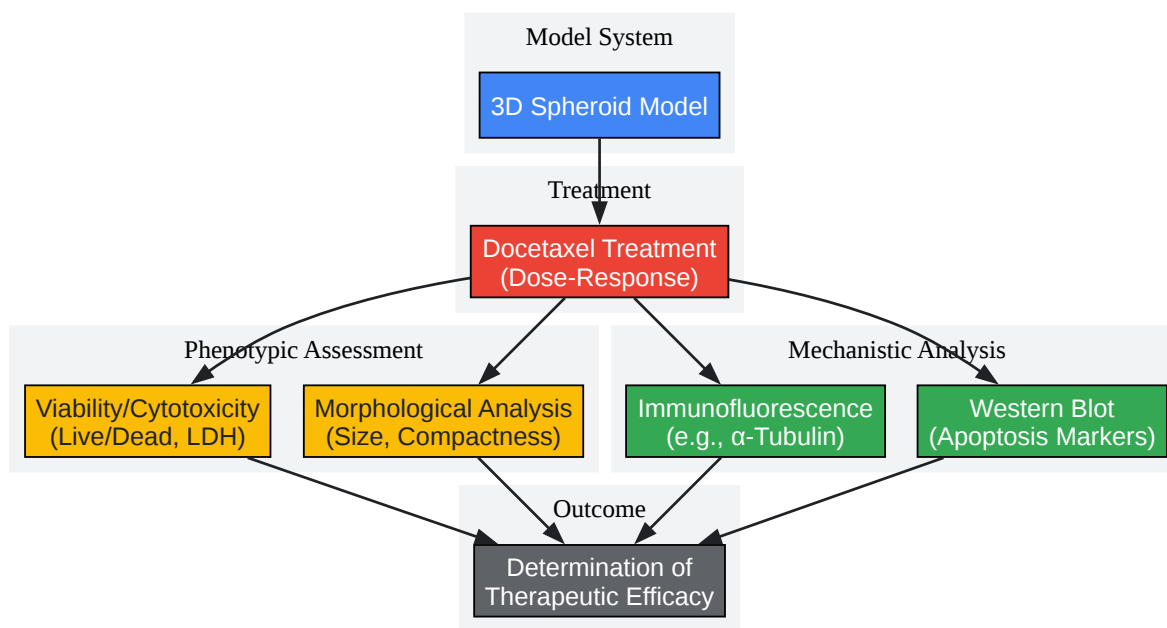 Model System
3D Spheroid Model
Treatment
Docetaxel Treatment
(Dose-Response)
Phenotypic Assessment
Mechanistic Analysis
Viability/Cytotoxicity
(Live/Dead, LDH)
Morphological Analysis
(Size, Compactness)
Immunofluorescence
(e.g., α-Tubulin)
Western Blot
(Apoptosis Markers)
Outcome
Determination of
Therapeutic Efficacy